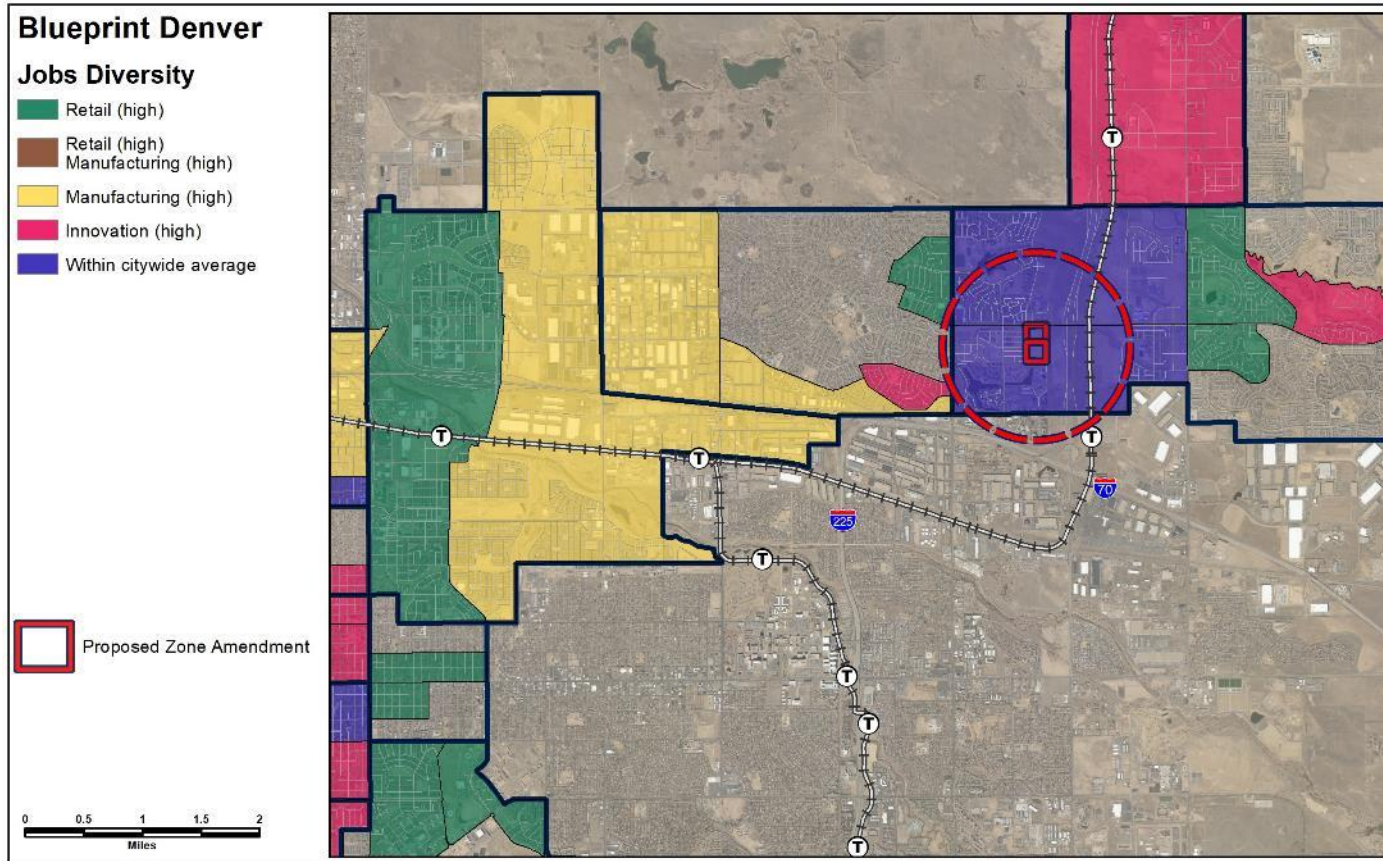 Blueprint Denver
Jobs Diversity
Retail (high)
Retail (high)
Manufacturing (high)
Manufacturing (high)
Innovation (high)
Within citywide average
Proposed Zone Amendment
0 0.5 1 1.5 2
Miles
T
T
T
70
225
T
T
T
T
T